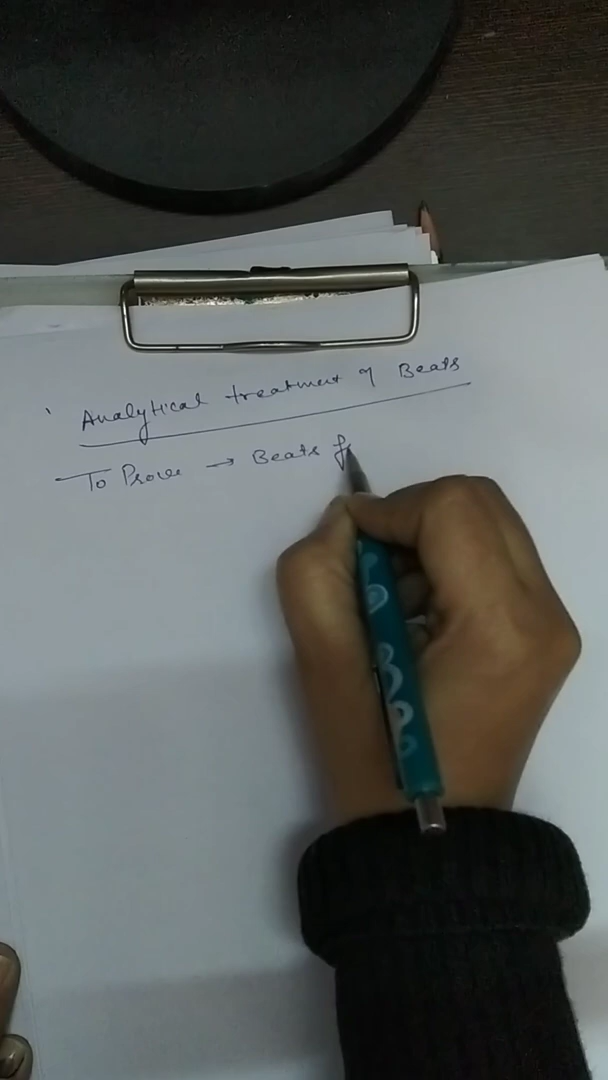 Analytical treatment of Beats
To Prove → Beats